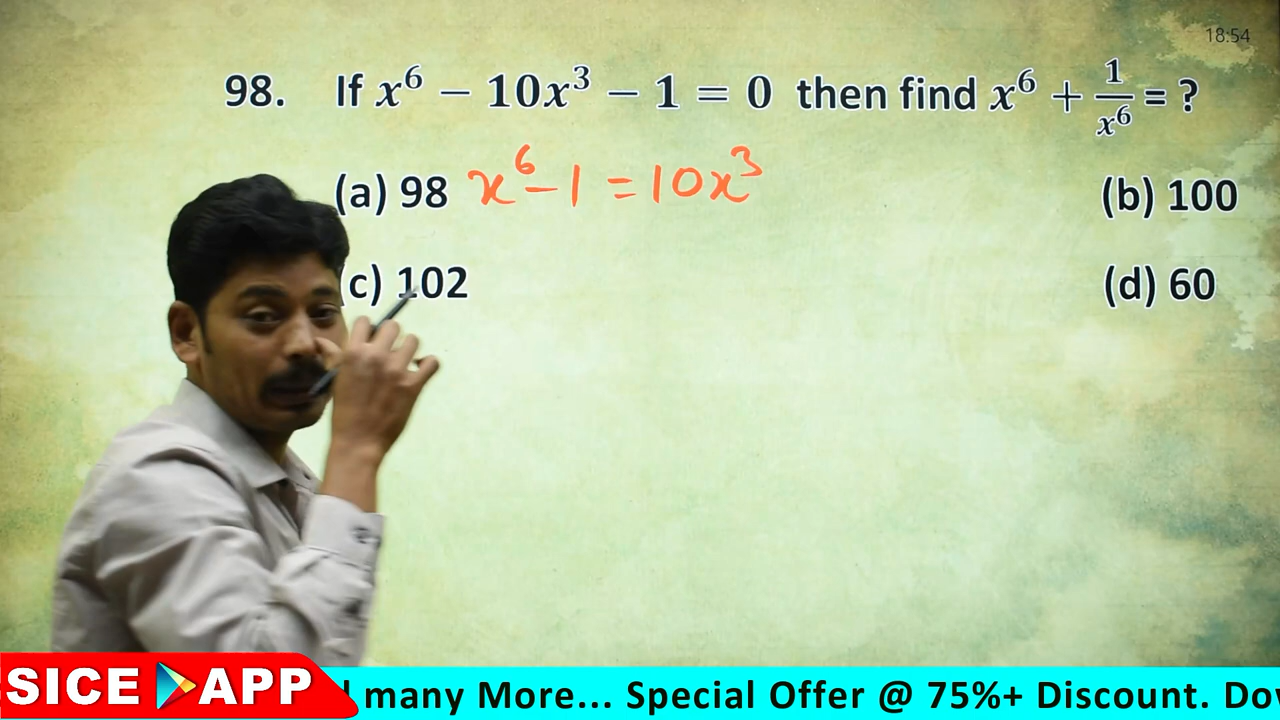 18:54
98. If x⁶ − 10x³ − 1 = 0 then find x⁶ + 1/x⁶ = ?
(a) 98 x⁶ − 1 = 10x³ (b) 100
(c) 102 (d) 60
SICE APP many More... Special Offer @ 75%+ Discount.